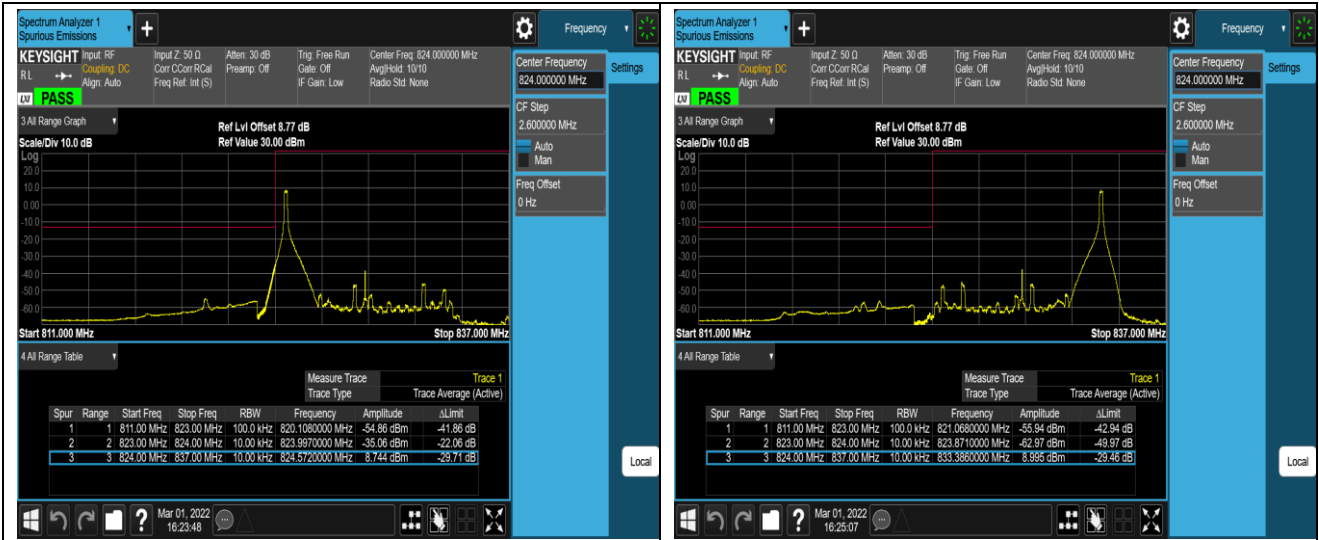 Spectrum Analyzer 1
Spurious Emissions
+
Frequency
KEYSIGHT Input: RF Input Z: 50 Ω Atten: 30 dB Trig: Free Run Center Freq: 824.000000 MHz
RL Coupling: DC Corr CCorr RCal Preamp: Off Gate: Off Avg|Hold: 10/10
Align: Auto Freq Ref: Int (S) IF Gain: Low Radio Std: None
LXI PASS
Center Frequency
824.000000 MHz
Settings
CF Step
2.600000 MHz
Auto
Man
Freq Offset
0 Hz
3 All Range Graph
Ref Lvl Offset 8.77 dB
Scale/Div 10.0 dB Ref Value 30.00 dBm
Log
20.0
10.0
0.00
-10.0
-20.0
-30.0
-40.0
-50.0
-60.0
Start 811.000 MHz Stop 837.000 MHz
4 All Range Table
Measure Trace Trace 1
Trace Type Trace Average (Active)
Spur Range Start Freq Stop Freq RBW Frequency Amplitude ΔLimit
1 1 811.00 MHz 823.00 MHz 100.0 kHz 820.1080000 MHz -54.86 dBm -41.86 dB
2 2 823.00 MHz 824.00 MHz 10.00 kHz 823.9970000 MHz -35.06 dBm -22.06 dB
3 3 824.00 MHz 837.00 MHz 10.00 kHz 824.5720000 MHz 8.744 dBm -29.71 dB
Local
?
Mar 01, 2022
16:23:48
Spectrum Analyzer 1
Spurious Emissions
+
Frequency
KEYSIGHT Input: RF Input Z: 50 Ω Atten: 30 dB Trig: Free Run Center Freq: 824.000000 MHz
RL Coupling: DC Corr CCorr RCal Preamp: Off Gate: Off Avg|Hold: 10/10
Align: Auto Freq Ref: Int (S) IF Gain: Low Radio Std: None
LXI PASS
Center Frequency
824.000000 MHz
Settings
CF Step
2.600000 MHz
Auto
Man
Freq Offset
0 Hz
3 All Range Graph
Ref Lvl Offset 8.77 dB
Scale/Div 10.0 dB Ref Value 30.00 dBm
Log
20.0
10.0
0.00
-10.0
-20.0
-30.0
-40.0
-50.0
-60.0
Start 811.000 MHz Stop 837.000 MHz
4 All Range Table
Measure Trace Trace 1
Trace Type Trace Average (Active)
Spur Range Start Freq Stop Freq RBW Frequency Amplitude ΔLimit
1 1 811.00 MHz 823.00 MHz 100.0 kHz 821.0680000 MHz -55.94 dBm -42.94 dB
2 2 823.00 MHz 824.00 MHz 10.00 kHz 823.8710000 MHz -62.97 dBm -49.97 dB
3 3 824.00 MHz 837.00 MHz 10.00 kHz 833.3860000 MHz 8.995 dBm -29.46 dB
Local
?
Mar 01, 2022
16:25:07